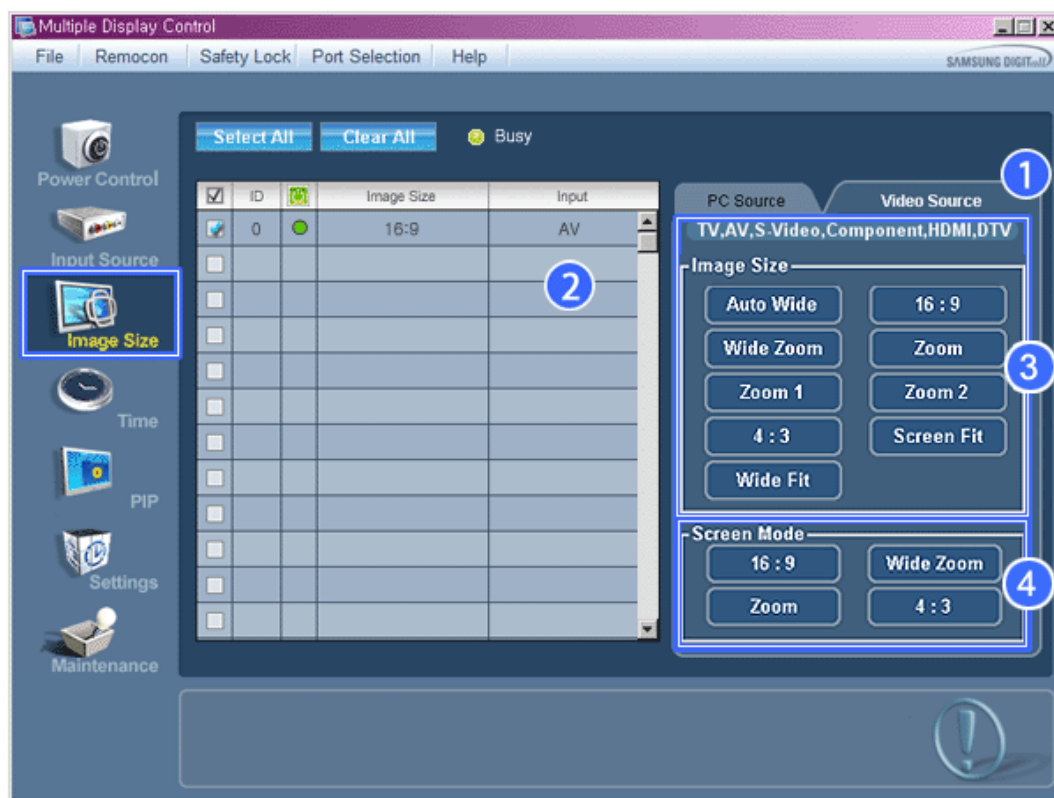 Multiple Display Control
File Remocon Safety Lock Port Selection Help
SAMSUNG DIGITall
Select All Clear All Busy
Power Control
Input Source
Image Size
Time
PIP
Settings
Maintenance
ID Image Size Input
0 16:9 AV
2
1
PC Source Video Source
TV,AV,S-Video,Component,HDMI,DTV
Image Size
Auto Wide 16 : 9
Wide Zoom Zoom
3
Zoom 1 Zoom 2
4 : 3 Screen Fit
Wide Fit
Screen Mode
16 : 9 Wide Zoom
4
Zoom 4 : 3